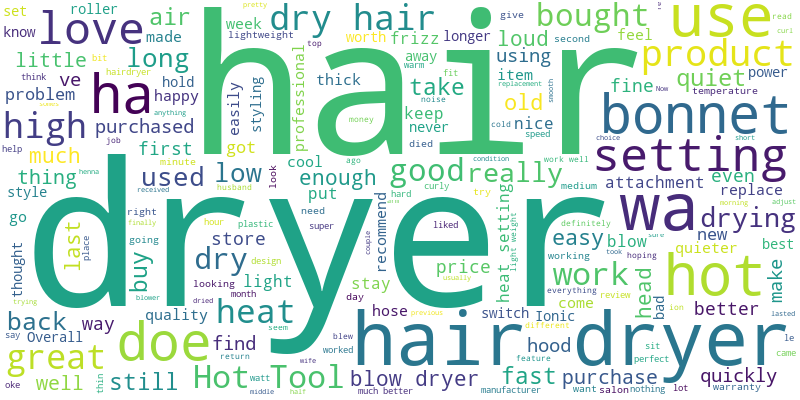 set
roller
air
dry hair
bought
use
know
love
week
made
lightweight
worth
frizz
pretty
top
warm
longer
away
loud
give
second
feel
using
product
read
curl
little
long
think
bit
hairdryer
hair
professional
thick
fit
item
replacement
fine
quiet
power
problem
ve
hold
happy
ha
easily
styling
take
noise
old
smooth
temperature
Now
help
high
purchased
job
anything
got
money
keep
never
nice
cold
speed
died
bonnet
choice
short
much
first
minute
cool
ago
use
work well
setting
thing
henna
look
condition
good
really
even
style
used
low
enough
curly
hard
try
medium
attachment
replace
go
right
received
husband
put
recommend
wa
drying
thought
last
place
going
finally
buy
hour
plastic
need
super
liked
definitely
heat setting
light weight
easy
blow
quieter
new
best
morning
adjust
dryer
store
dry
looking
design
light
day
couple
price
stay
working
took
hoping
sure
work
head
hot
make
trying
blower
dried
month
heat
hose
usually
come
everything
review
bad
ion
better
back
way
quality
seem
previous
switch
Ionic
different
lasted
say
Overall
doe
find
blew
worked
hair dryer
hood
sit
perfect
le
came
great
return
wife
feature
oke
well
thin
still
Hot Tool
watt
middle
half
blow dryer
much better
fast
manufacturer
purchase
want
salon
nothing
lot
quickly
warranty